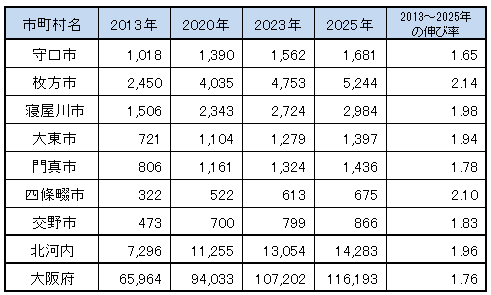 市町村名 2013年 2020年 2023年 2025年 2013～2025年の伸び率
守口市 1,018 1,390 1,562 1,681 1.65
枚方市 2,450 4,035 4,753 5,244 2.14
寝屋川市 1,506 2,343 2,724 2,984 1.98
大東市 721 1,104 1,279 1,397 1.94
門真市 806 1,161 1,324 1,436 1.78
四條畷市 322 522 613 675 2.10
交野市 473 700 799 866 1.83
北河内 7,296 11,255 13,054 14,283 1.96
大阪府 65,964 94,033 107,202 116,193 1.76